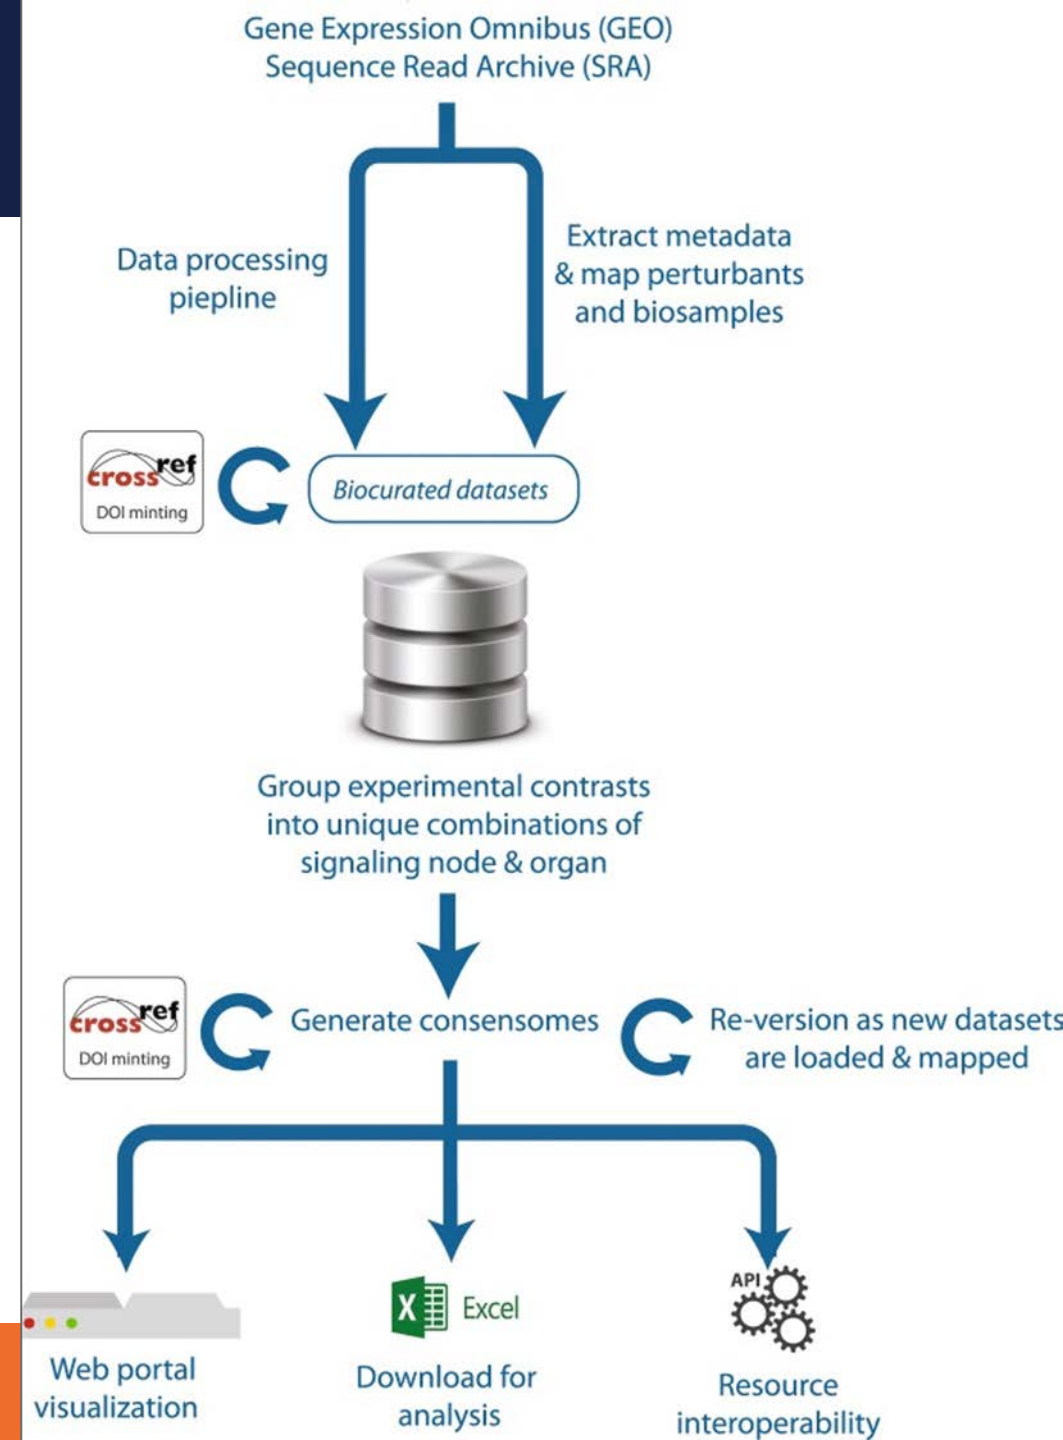 Gene Expression Omnibus (GEO)
Sequence Read Archive (SRA)
Data processing
piepline
Extract metadata
& map perturbants
and biosamples
crossref
DOI minting
Biocurated datasets
Group experimental contrasts
into unique combinations of
signaling node & organ
crossref
DOI minting
Generate consensomes
Re-version as new datasets
are loaded & mapped
Web portal
visualization
X Excel
Download for
analysis
API
Resource
interoperability